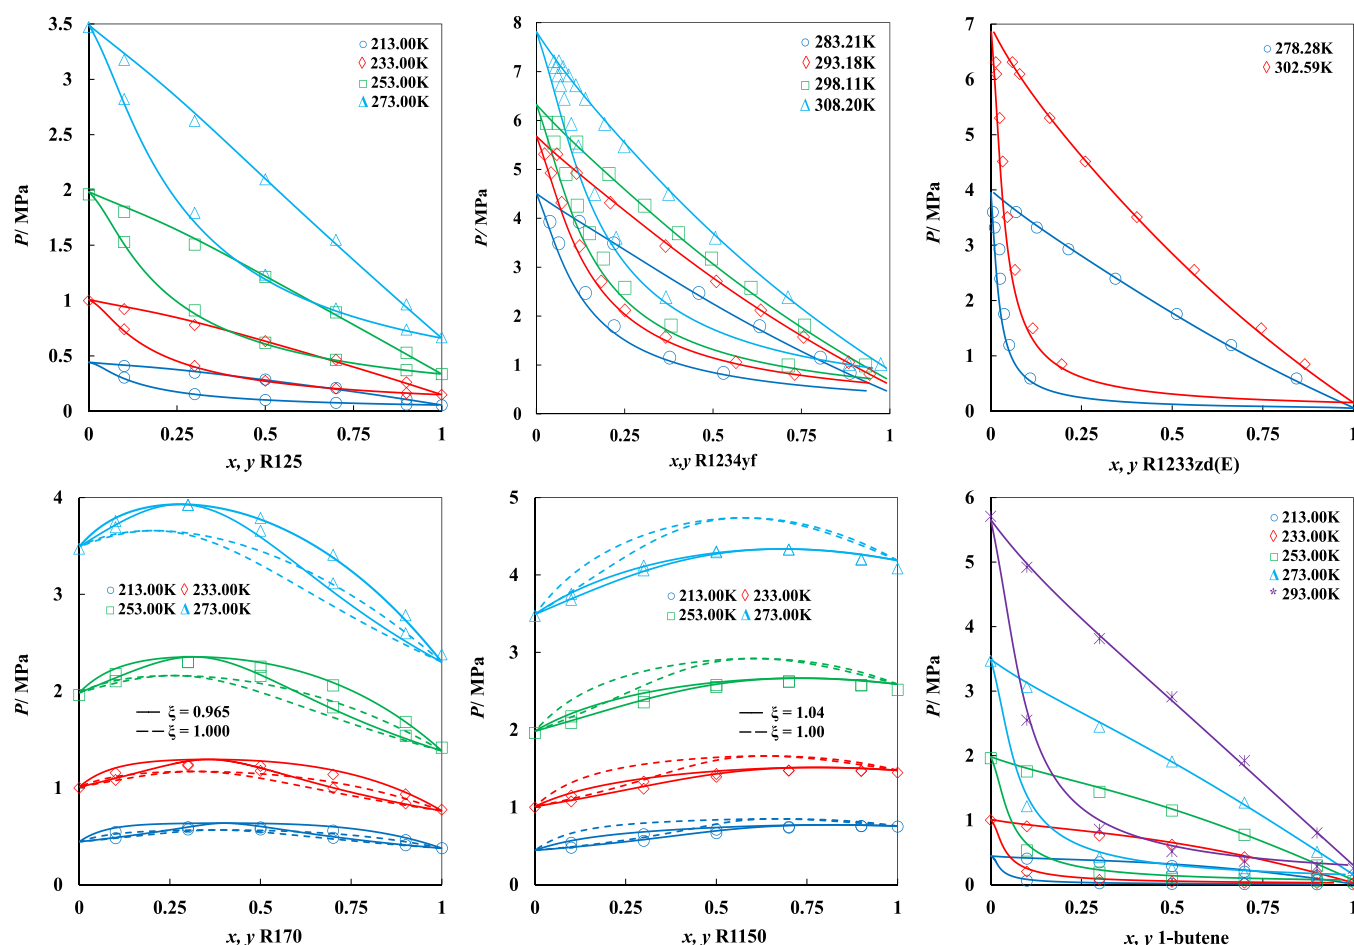 3.5
3
2.5
2
1.5
1
0.5
0
P/ MPa
213.00K
233.00K
253.00K
273.00K
0 0.25 0.5 0.75 1
x, y R125
8
7
6
5
4
3
2
1
0
P/ MPa
283.21K
293.18K
298.11K
308.20K
0 0.25 0.5 0.75 1
x,y R1234yf
7
6
5
4
3
2
1
0
P/ MPa
278.28K
302.59K
0 0.25 0.5 0.75 1
x, y R1233zd(E)
4
3
2
1
0
P/ MPa
213.00K 233.00K
253.00K 273.00K
ξ = 0.965
ξ = 1.000
0 0.25 0.5 0.75 1
x, y R170
5
4
3
2
1
0
P/ MPa
213.00K 233.00K
253.00K 273.00K
ξ = 1.04
ξ = 1.00
0 0.25 0.5 0.75 1
x, y R1150
6
5
4
3
2
1
0
P/ MPa
213.00K
233.00K
253.00K
273.00K
293.00K
0 0.25 0.5 0.75 1
x, y 1-butene